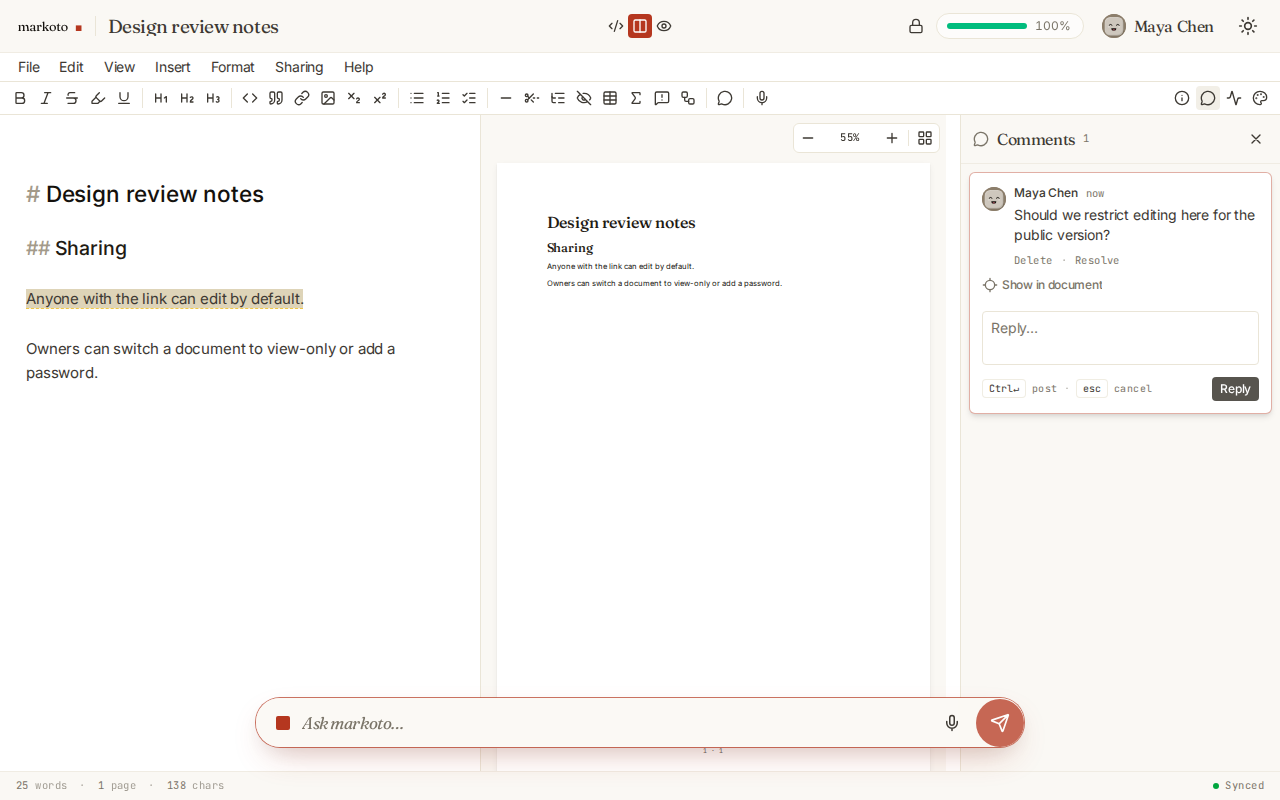 markoto
Design review notes
100%
Maya Chen
File Edit View Insert Format Sharing Help
H1 H2 H3
55%
# Design review notes
## Sharing
Anyone with the link can edit by default.
Owners can switch a document to view-only or add a
password.
Design review notes
Sharing
Anyone with the link can edit by default.
Owners can switch a document to view-only or add a password.
1 · 1
Comments 1
Maya Chen now
Should we restrict editing here for the
public version?
Delete · Resolve
Show in document
Reply...
Ctrl↵ post · esc cancel
Reply
Ask markoto...
25 words · 1 page · 138 chars
Synced